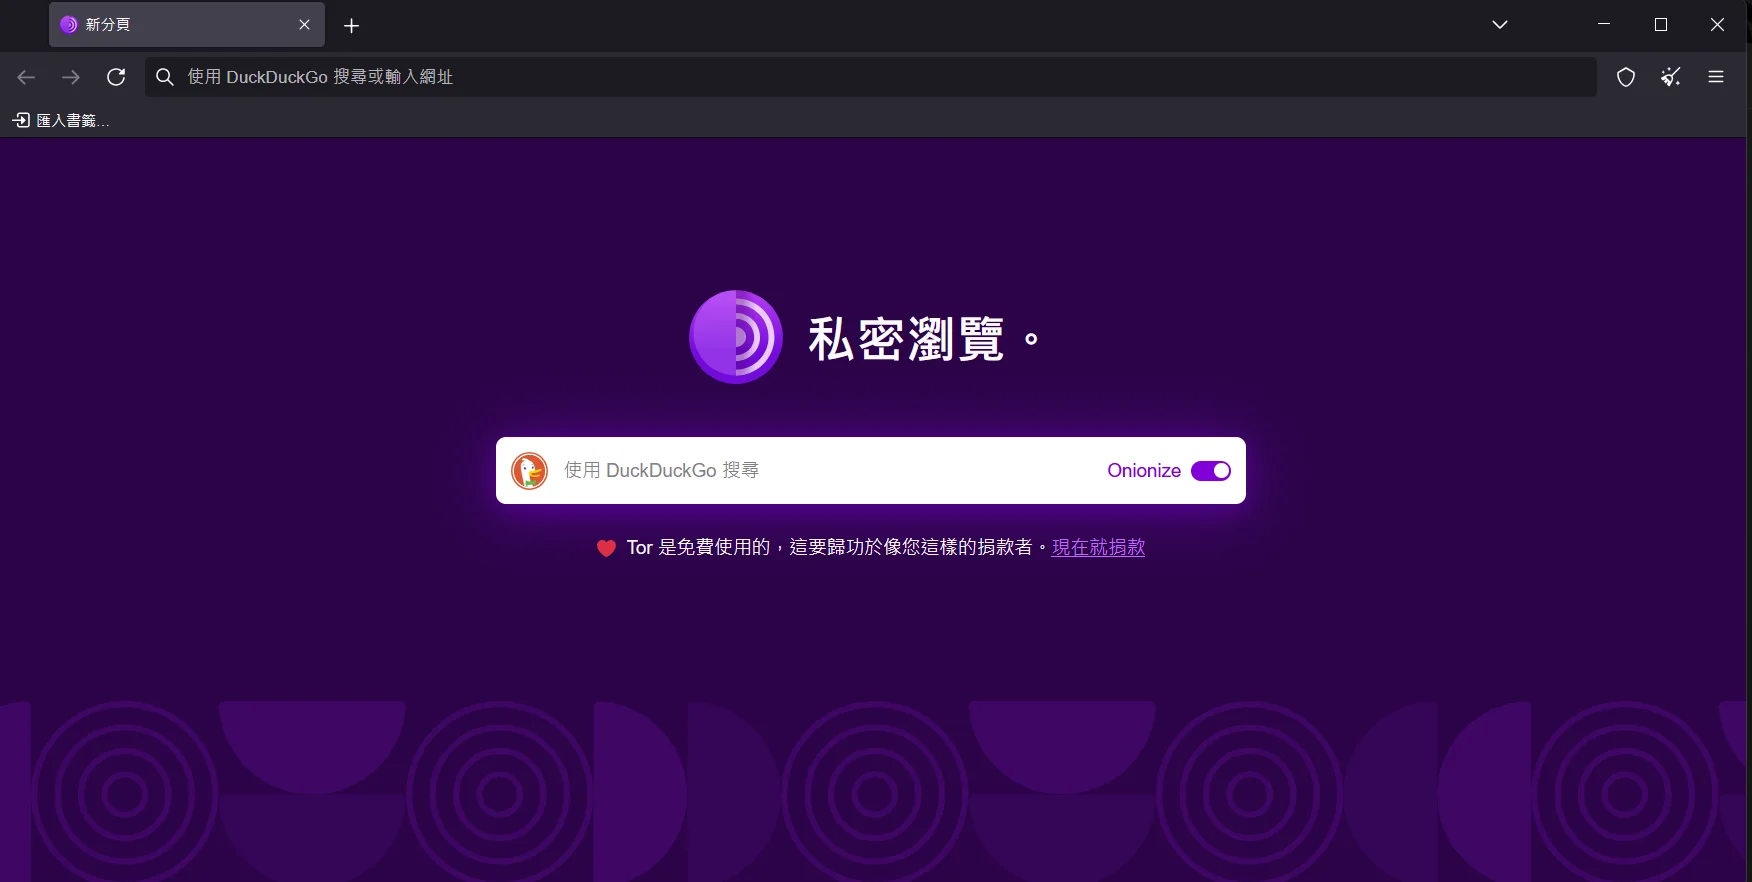 新分頁
使用 DuckDuckGo 搜尋或輸入網址
匯入書籤…
私密瀏覽。
使用 DuckDuckGo 搜尋
Onionize
Tor 是免費使用的，這要歸功於像您這樣的捐款者。現在就捐款